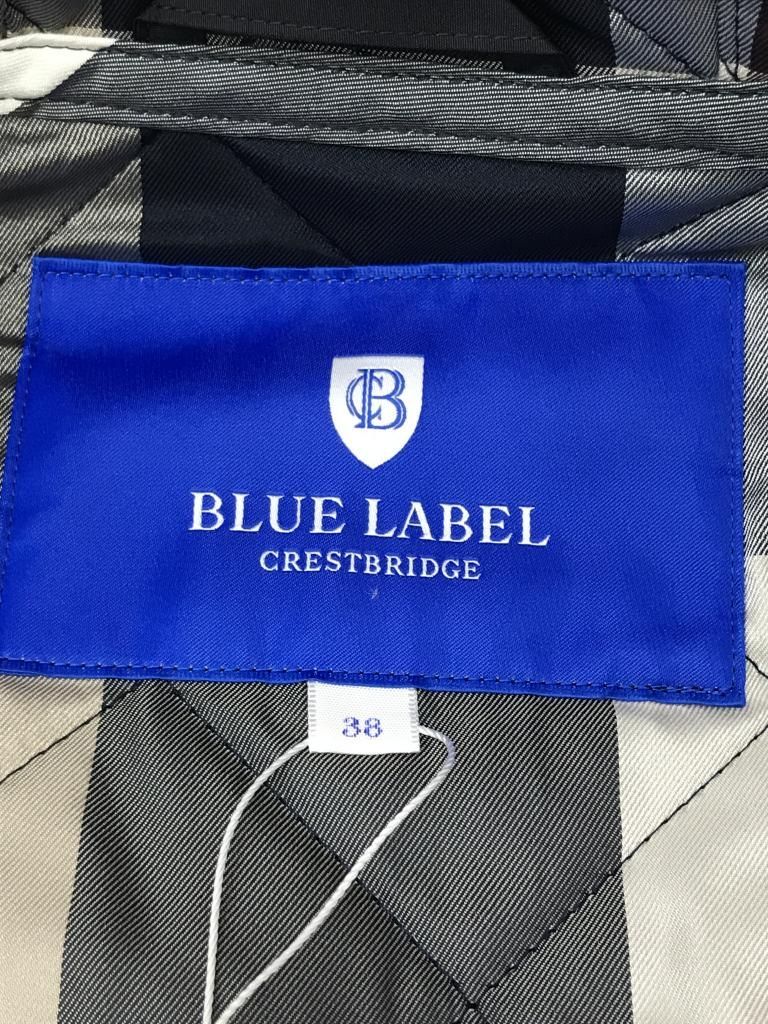 CB
BLUE LABEL
CRESTBRIDGE
38